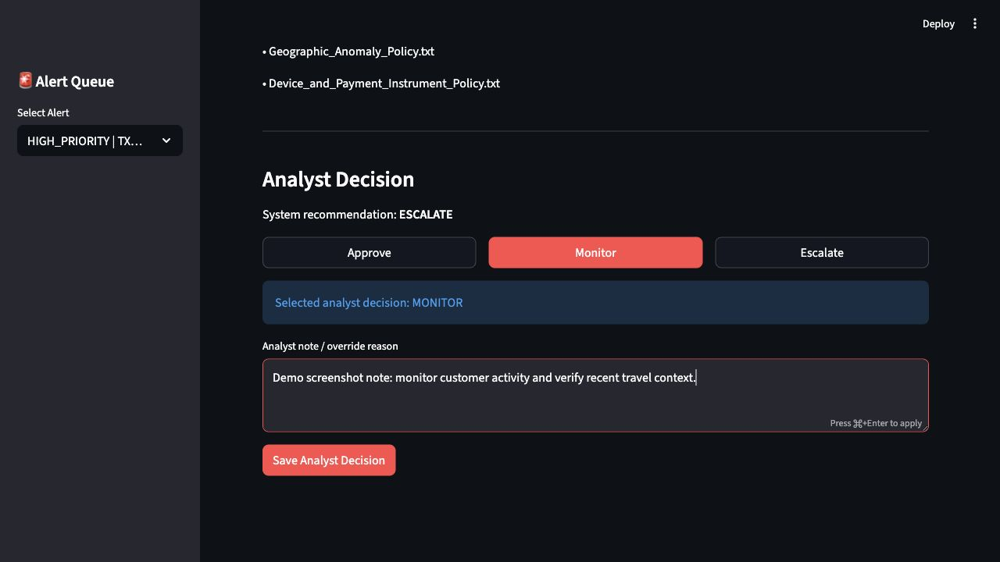 Deploy
🚨 Alert Queue
Select Alert
HIGH_PRIORITY | TX...
• Geographic_Anomaly_Policy.txt
• Device_and_Payment_Instrument_Policy.txt
Analyst Decision
System recommendation: ESCALATE
Approve
Monitor
Escalate
Selected analyst decision: MONITOR
Analyst note / override reason
Demo screenshot note: monitor customer activity and verify recent travel context.
Press ⌘+Enter to apply
Save Analyst Decision